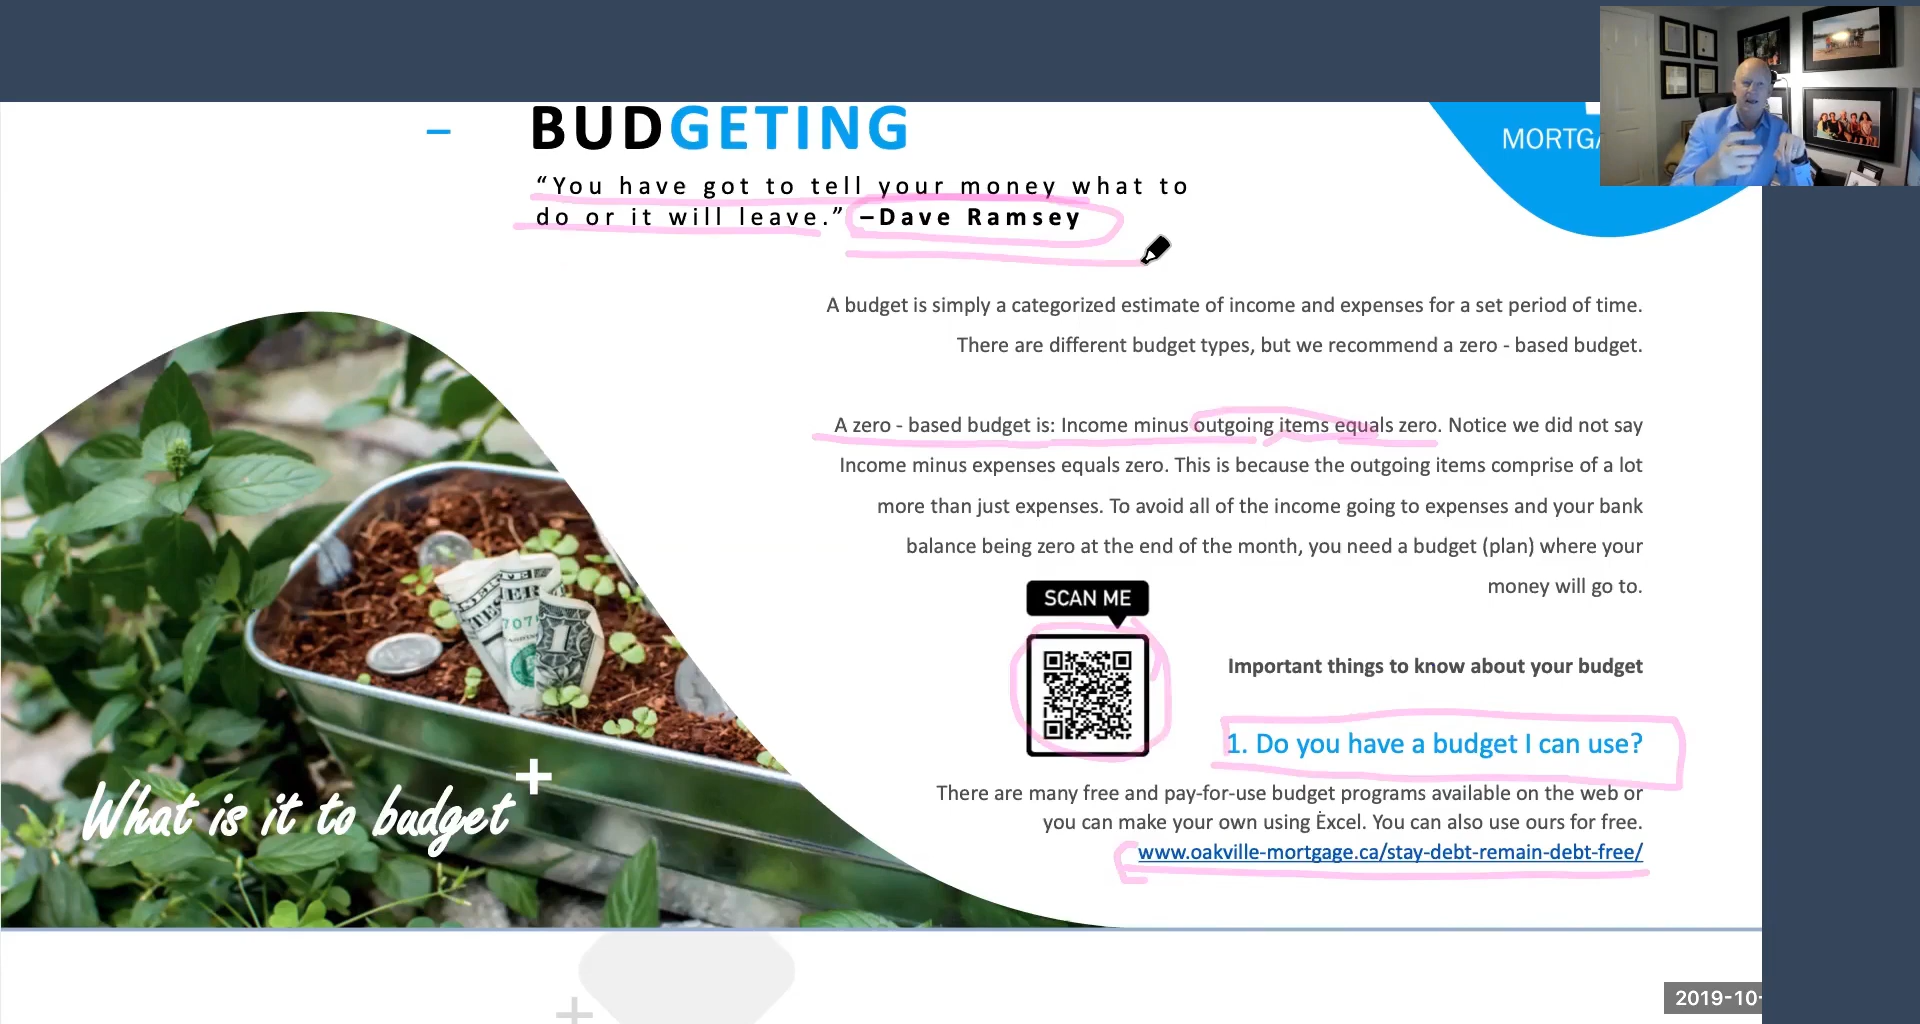 BUDGETING
MORTGA
“You have got to tell your money what to
do or it will leave.” –Dave Ramsey
A budget is simply a categorized estimate of income and expenses for a set period of time.
There are different budget types, but we recommend a zero - based budget.
A zero - based budget is: Income minus outgoing items equals zero. Notice we did not say
Income minus expenses equals zero. This is because the outgoing items comprise of a lot
more than just expenses. To avoid all of the income going to expenses and your bank
balance being zero at the end of the month, you need a budget (plan) where your
money will go to.
SCAN ME
Important things to know about your budget
1. Do you have a budget I can use?
There are many free and pay-for-use budget programs available on the web or
you can make your own using Excel. You can also use ours for free.
www.oakville-mortgage.ca/stay-debt-remain-debt-free/
What is it to budget
2019-10-